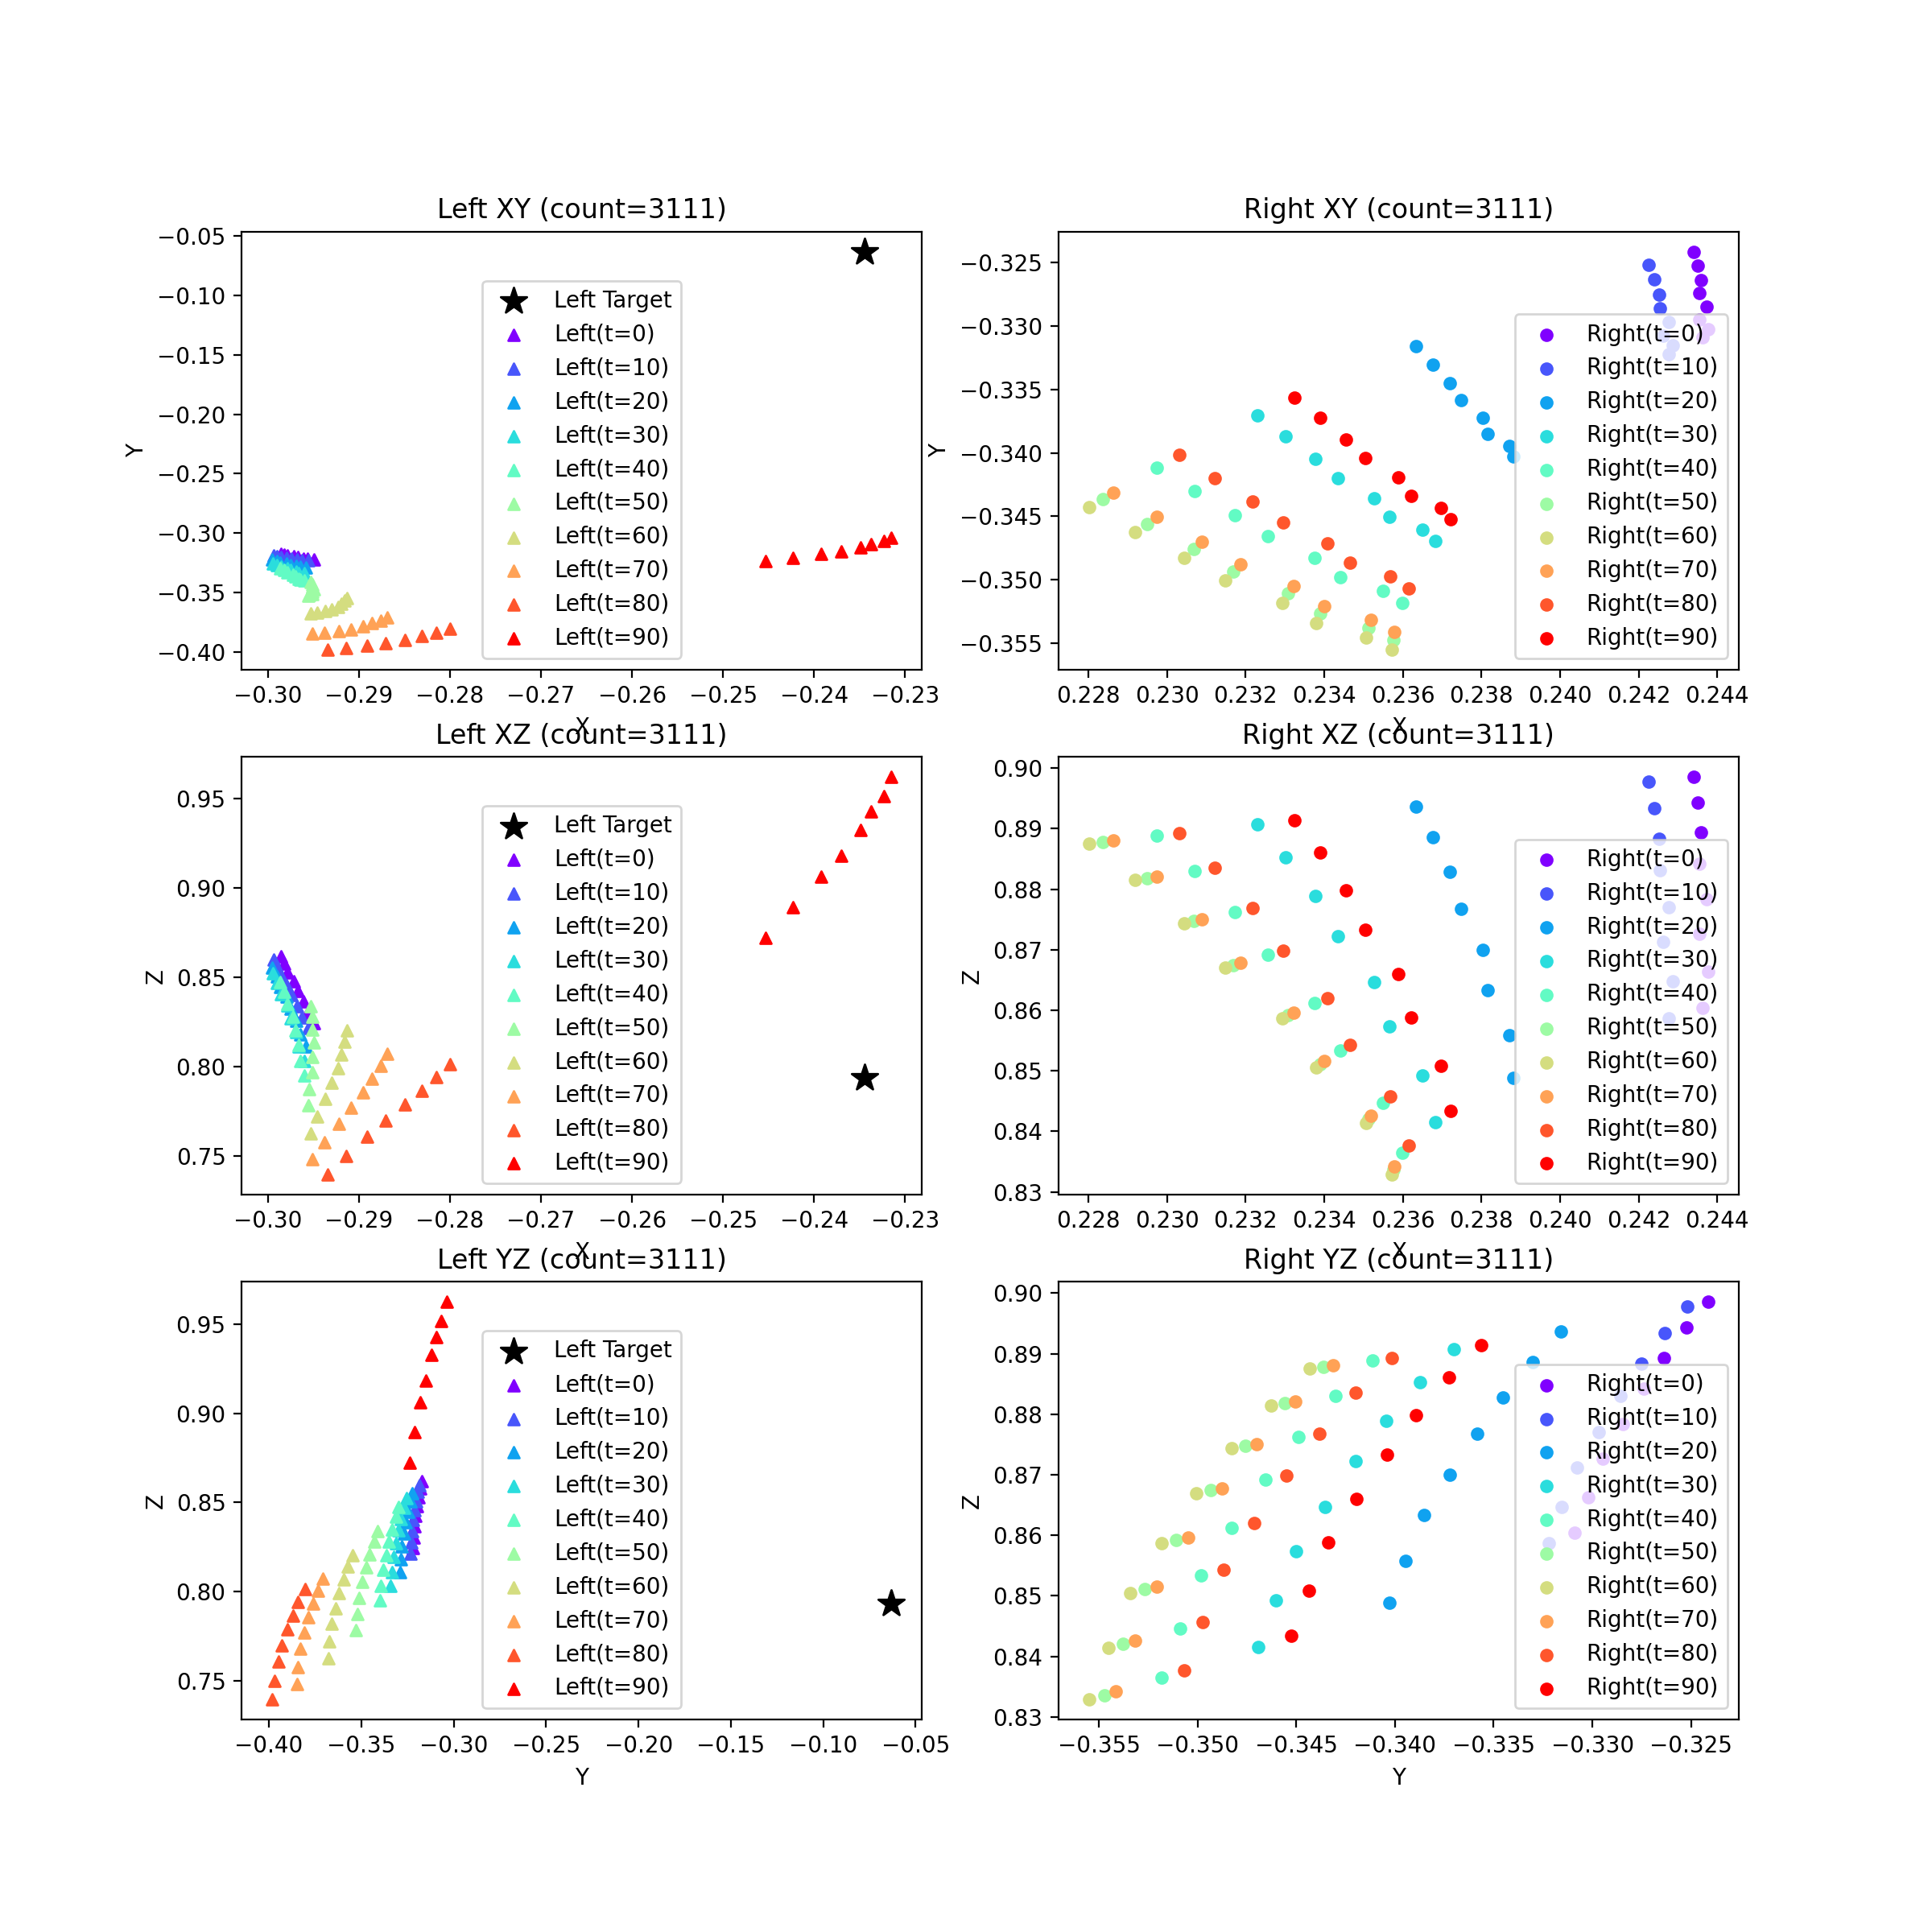 Left XY (count=3111)
−0.05
−0.10
−0.15
−0.20
−0.25
−0.30
−0.35
−0.40
Y
Left Target
Left(t=0)
Left(t=10)
Left(t=20)
Left(t=30)
Left(t=40)
Left(t=50)
Left(t=60)
Left(t=70)
Left(t=80)
Left(t=90)
−0.30 −0.29 −0.28 −0.27 −0.26 −0.25 −0.24 −0.23
X
Right XY (count=3111)
−0.325
−0.330
−0.335
−0.340
−0.345
−0.350
−0.355
Y
Right(t=0)
Right(t=10)
Right(t=20)
Right(t=30)
Right(t=40)
Right(t=50)
Right(t=60)
Right(t=70)
Right(t=80)
Right(t=90)
0.228 0.230 0.232 0.234 0.236 0.238 0.240 0.242 0.244
X
Left XZ (count=3111)
0.95
0.90
0.85
0.80
0.75
Z
Left Target
Left(t=0)
Left(t=10)
Left(t=20)
Left(t=30)
Left(t=40)
Left(t=50)
Left(t=60)
Left(t=70)
Left(t=80)
Left(t=90)
−0.30 −0.29 −0.28 −0.27 −0.26 −0.25 −0.24 −0.23
X
Right XZ (count=3111)
0.90
0.89
0.88
0.87
0.86
0.85
0.84
0.83
Z
Right(t=0)
Right(t=10)
Right(t=20)
Right(t=30)
Right(t=40)
Right(t=50)
Right(t=60)
Right(t=70)
Right(t=80)
Right(t=90)
0.228 0.230 0.232 0.234 0.236 0.238 0.240 0.242 0.244
X
Left YZ (count=3111)
0.95
0.90
0.85
0.80
0.75
Z
Left Target
Left(t=0)
Left(t=10)
Left(t=20)
Left(t=30)
Left(t=40)
Left(t=50)
Left(t=60)
Left(t=70)
Left(t=80)
Left(t=90)
−0.40 −0.35 −0.30 −0.25 −0.20 −0.15 −0.10 −0.05
Y
Right YZ (count=3111)
0.90
0.89
0.88
0.87
0.86
0.85
0.84
0.83
Z
Right(t=0)
Right(t=10)
Right(t=20)
Right(t=30)
Right(t=40)
Right(t=50)
Right(t=60)
Right(t=70)
Right(t=80)
Right(t=90)
−0.355 −0.350 −0.345 −0.340 −0.335 −0.330 −0.325
Y